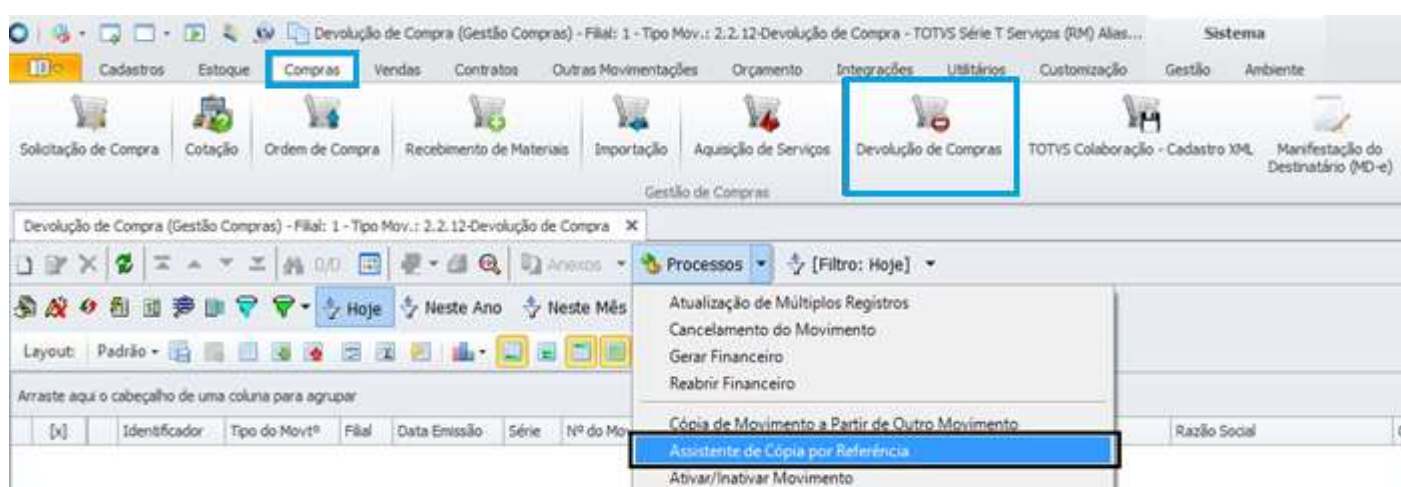 Devolução de Compra (Gestão Compras) - Filial: 1 - Tipo Mov.: 2.2.12-Devolução de Compra - TOTVS Série T Serviços (RM) Alias... Sistema
Cadastros Estoque Compras Vendas Contratos Outras Movimentações Orçamento Integrações Utilitários Customização Gestão Ambiente
Solicitação de Compra Cotação Ordem de Compra Recebimento de Materiais Importação Aquisição de Serviços Devolução de Compras TOTVS Colaboração - Cadastro XML Manifestação do
Destinatário (MD-e)
Gestão de Compras
Devolução de Compra (Gestão Compras) - Filial: 1 - Tipo Mov.: 2.2.12-Devolução de Compra X
0/0 Anexos Processos [Filtro: Hoje]
Hoje Neste Ano Neste Mês
Atualização de Múltiplos Registros
Cancelamento do Movimento
Layout: Padrão
Gerar Financeiro
Reabrir Financeiro
Arraste aqui o cabeçalho de uma coluna para agrupar
Cópia de Movimento a Partir de Outro Movimento
[x] Identificador Tipo do Movtº Filial Data Emissão Série Nº do Mov Razão Social
Assistente de Cópia por Referência
Ativar/Inativar Movimento